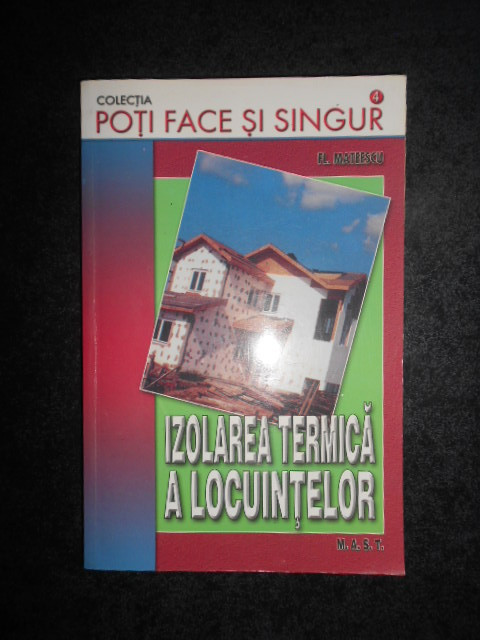 COLECȚIA
4
POȚI FACE ȘI SINGUR
FL. MATEESCU
IZOLAREA TERMICĂ
A LOCUINȚELOR
M. A. S. T.